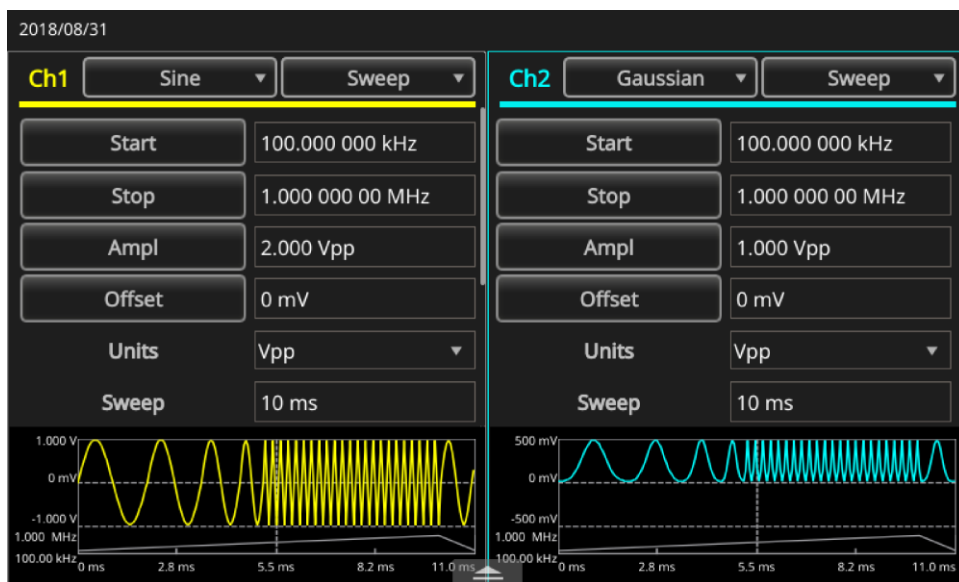 2018/08/31
Ch1 Sine Sweep
Start 100.000 000 kHz
Stop 1.000 000 00 MHz
Ampl 2.000 Vpp
Offset 0 mV
Units Vpp
Sweep 10 ms
1.000 V
0 mV
-1.000 V
1.000 MHz
100.00 kHz
0 ms 2.8 ms 5.5 ms 8.2 ms 11.0 ms
Ch2 Gaussian Sweep
Start 100.000 000 kHz
Stop 1.000 000 00 MHz
Ampl 1.000 Vpp
Offset 0 mV
Units Vpp
Sweep 10 ms
500 mV
0 mV
-500 mV
1.000 MHz
100.00 kHz
0 ms 2.8 ms 5.5 ms 8.2 ms 11.0 ms